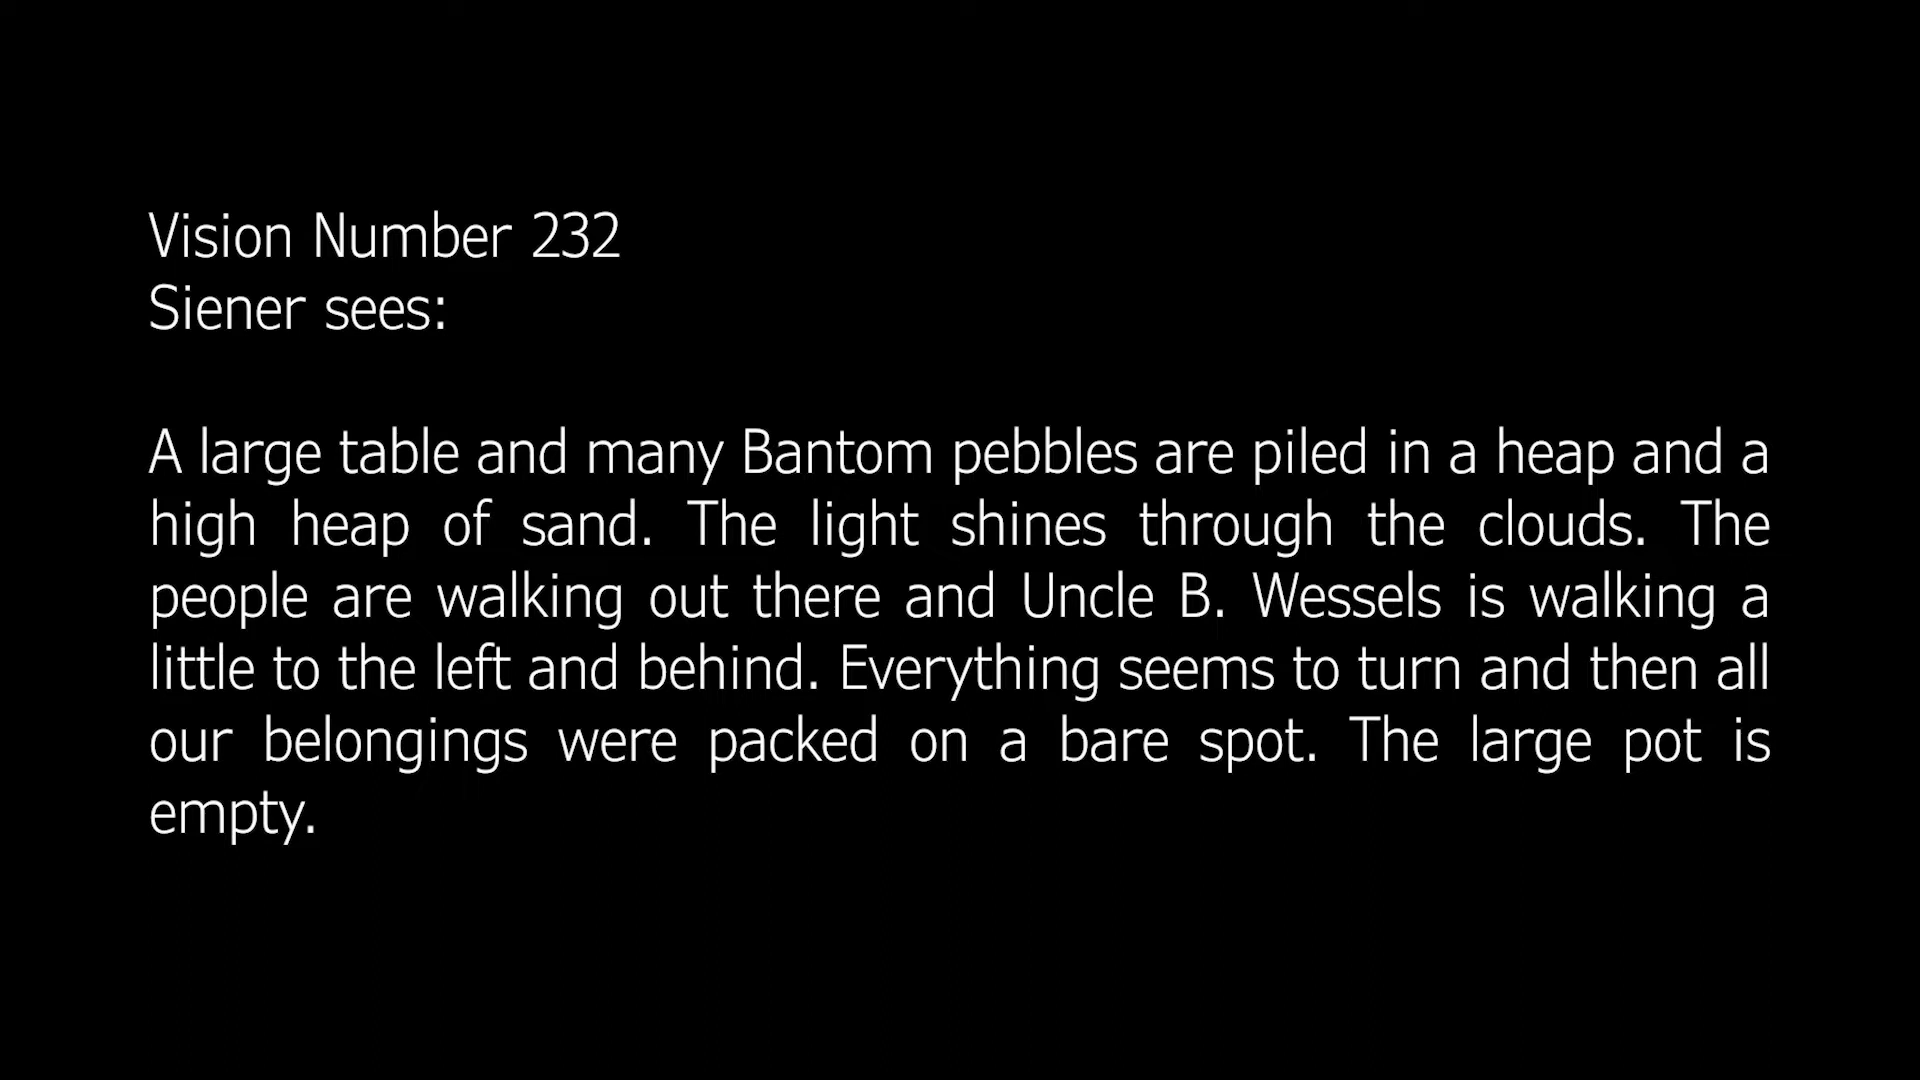 Vision Number 232
Siener sees:
A large table and many Bantom pebbles are piled in a heap and a
high heap of sand. The light shines through the clouds. The
people are walking out there and Uncle B. Wessels is walking a
little to the left and behind. Everything seems to turn and then all
our belongings were packed on a bare spot. The large pot is
empty.